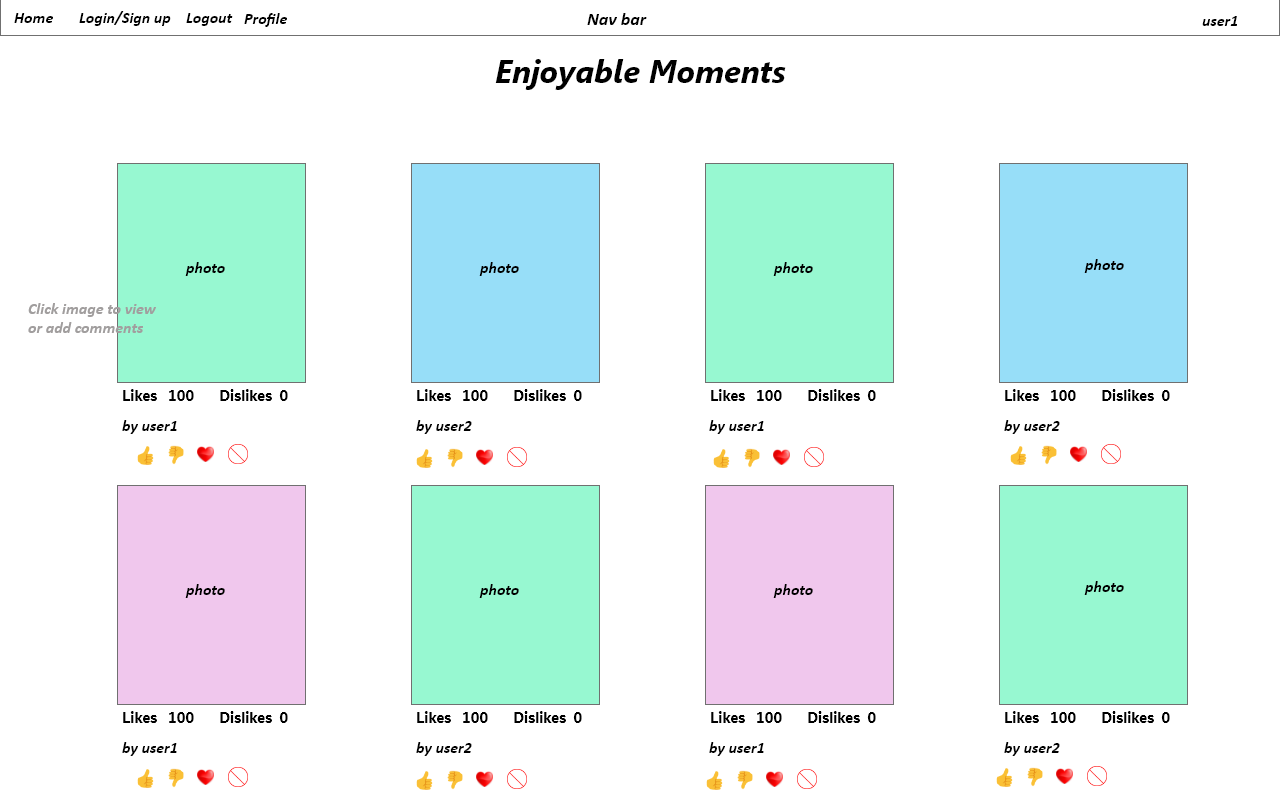 Home Login/Sign up Logout Profile Nav bar user1
Enjoyable Moments
photo photo photo photo
Click image to view
or add comments
Likes 100 Dislikes 0 Likes 100 Dislikes 0 Likes 100 Dislikes 0 Likes 100 Dislikes 0
by user1 by user2 by user1 by user2
photo photo photo photo
Likes 100 Dislikes 0 Likes 100 Dislikes 0 Likes 100 Dislikes 0 Likes 100 Dislikes 0
by user1 by user2 by user1 by user2